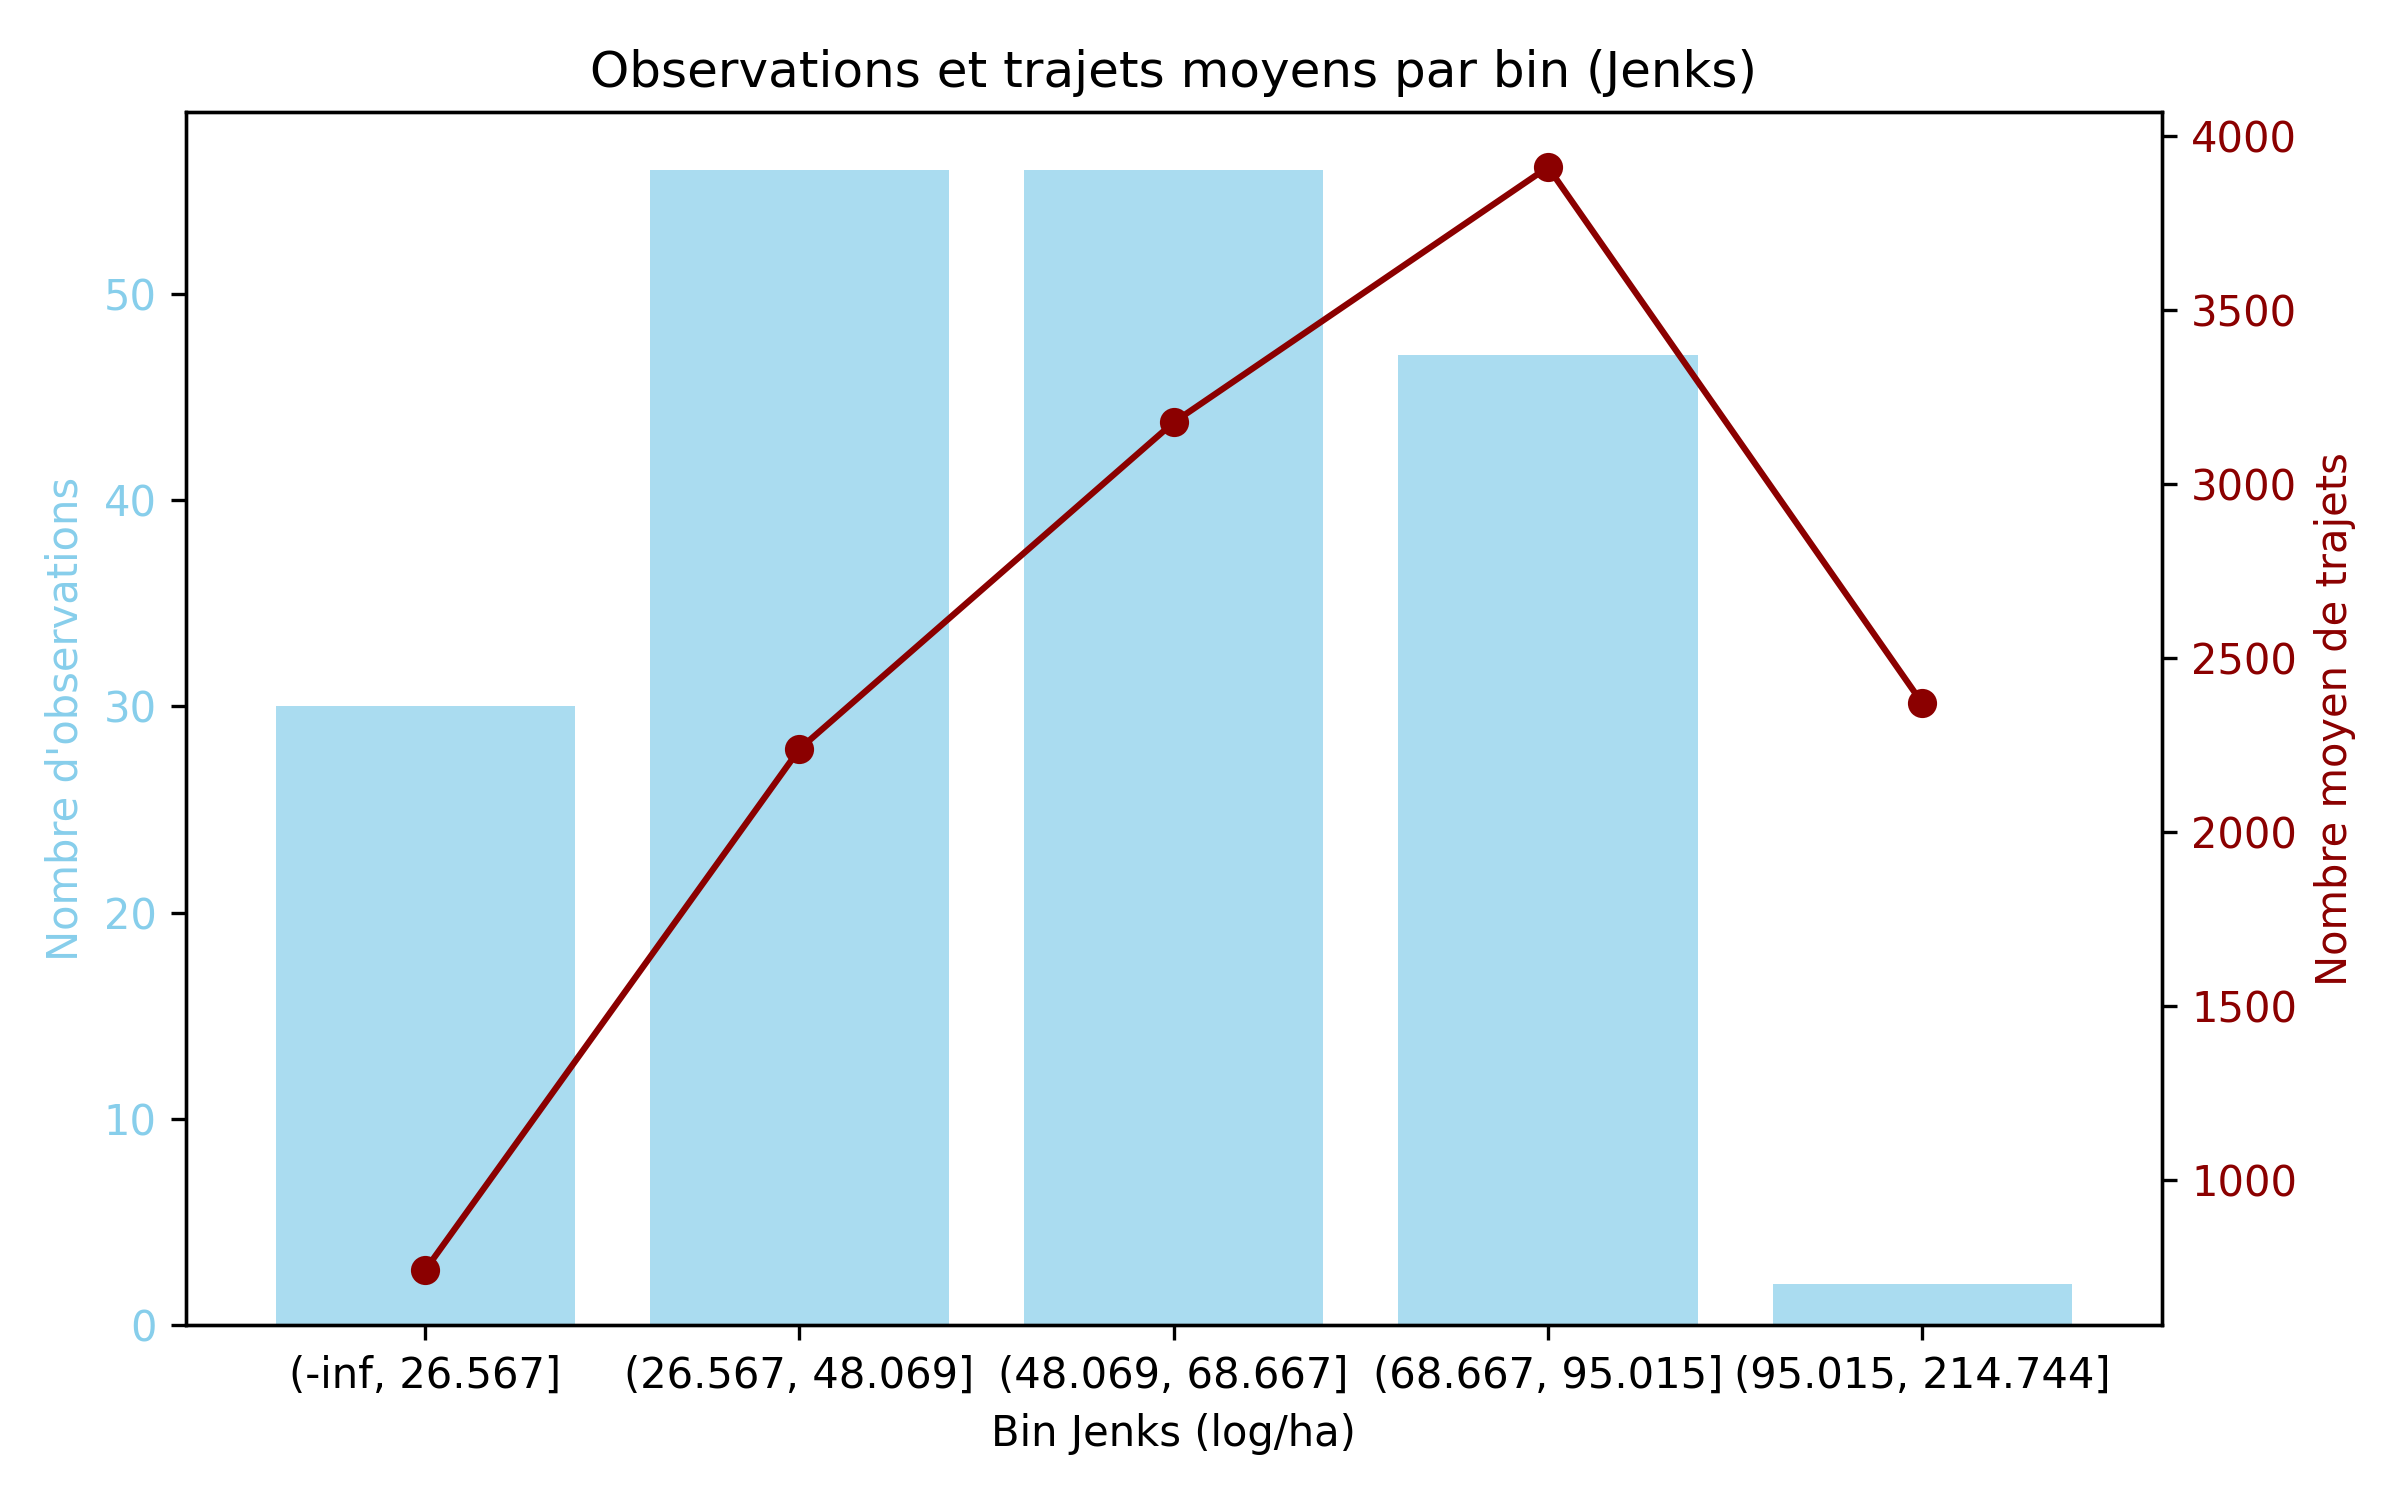 Observations et trajets moyens par bin (Jenks)
Nombre d'observations
50
40
30
20
10
0
4000
3500
3000
2500
2000
1500
1000
Nombre moyen de trajets
(-inf, 26.567] (26.567, 48.069] (48.069, 68.667] (68.667, 95.015] (95.015, 214.744]
Bin Jenks (log/ha)